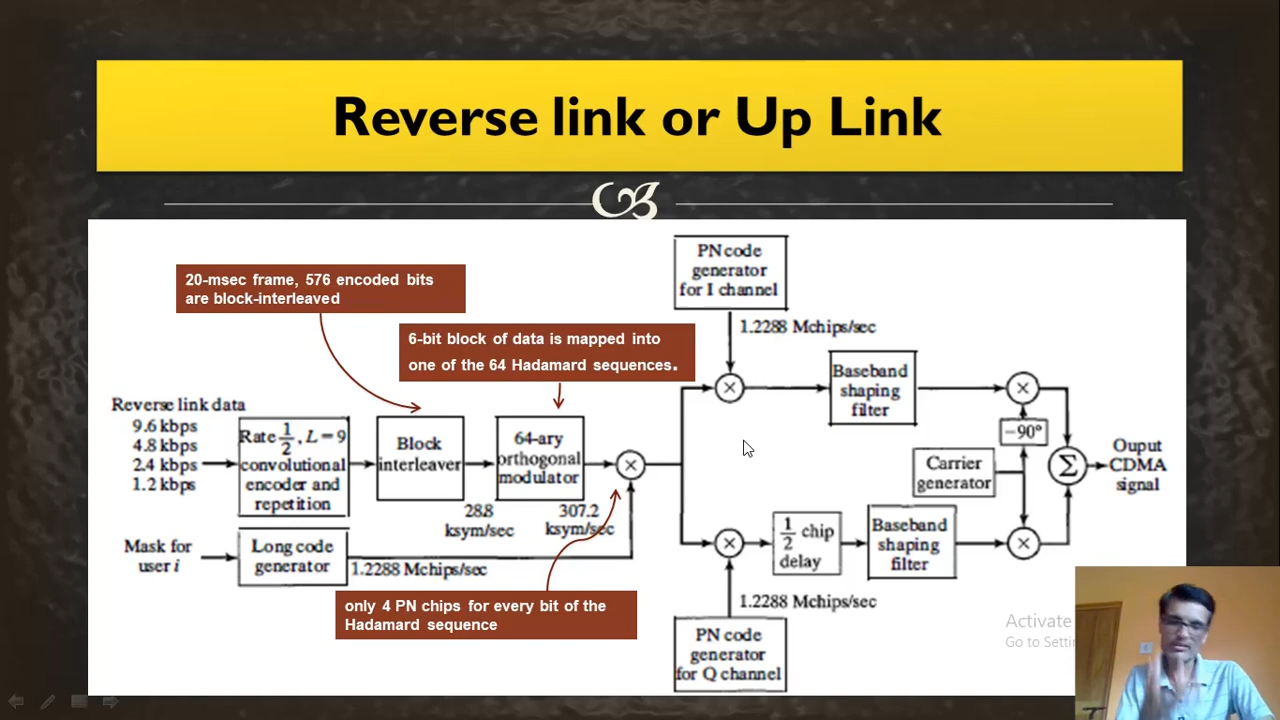 Reverse link or Up Link
20-msec frame, 576 encoded bits
are block-interleaved
6-bit block of data is mapped into
one of the 64 Hadamard sequences.
PN code
generator
for I channel
1.2288 Mchips/sec
Reverse link data
9.6 kbps
4.8 kbps
2.4 kbps
1.2 kbps
Rate 1/2, L=9
convolutional
encoder and
repetition
Block
interleaver
64-ary
orthogonal
modulator
28.8
ksym/sec
307.2
ksym/sec
Mask for
user i
Long code
generator
1.2288 Mchips/sec
only 4 PN chips for every bit of the
Hadamard sequence
Baseband
shaping
filter
-90°
Carrier
generator
Σ
Ouput
CDMA
signal
1/2 chip
delay
Baseband
shaping
filter
1.2288 Mchips/sec
PN code
generator
for Q channel
Activate